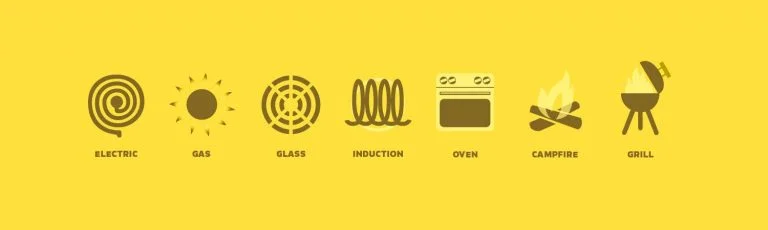 ELECTRIC
GAS
GLASS
INDUCTION
OVEN
CAMPFIRE
GRILL